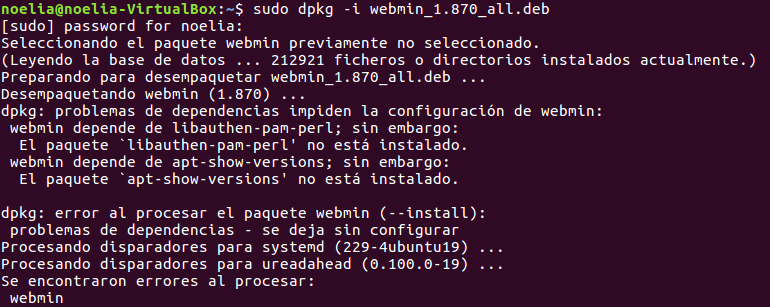 noelia@noelia-VirtualBox:~$ sudo dpkg -i webmin_1.870_all.deb
[sudo] password for noelia:
Seleccionando el paquete webmin previamente no seleccionado.
(Leyendo la base de datos ... 212921 ficheros o directorios instalados actualmente.)
Preparando para desempaquetar webmin_1.870_all.deb ...
Desempaquetando webmin (1.870) ...
dpkg: problemas de dependencias impiden la configuración de webmin:
 webmin depende de libauthen-pam-perl; sin embargo:
  El paquete `libauthen-pam-perl' no está instalado.
 webmin depende de apt-show-versions; sin embargo:
  El paquete `apt-show-versions' no está instalado.

dpkg: error al procesar el paquete webmin (--install):
 problemas de dependencias - se deja sin configurar
Procesando disparadores para systemd (229-4ubuntu19) ...
Procesando disparadores para ureadahead (0.100.0-19) ...
Se encontraron errores al procesar:
 webmin